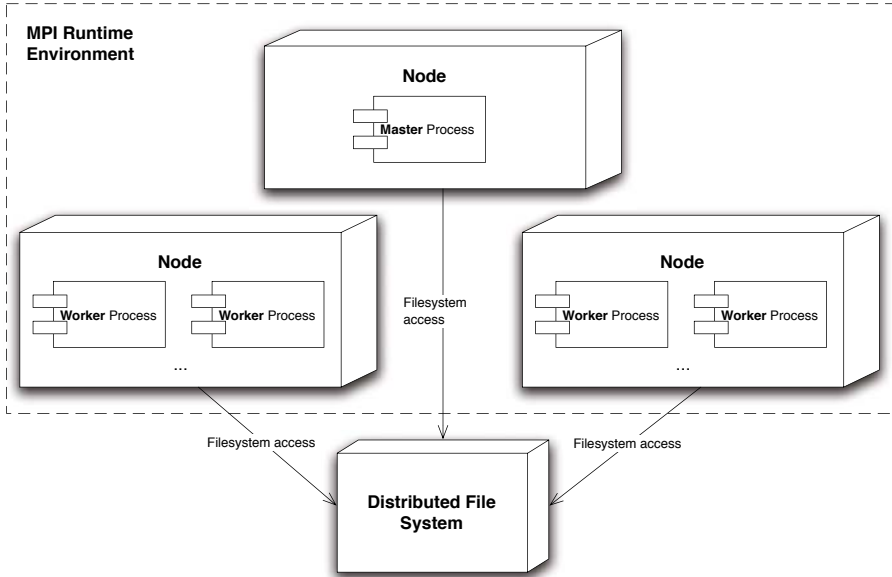 MPI Runtime
Environment
Node
Master Process
Node
Worker Process
Worker Process
...
Node
Worker Process
Worker Process
...
Filesystem
access
Filesystem access
Filesystem access
Distributed File
System